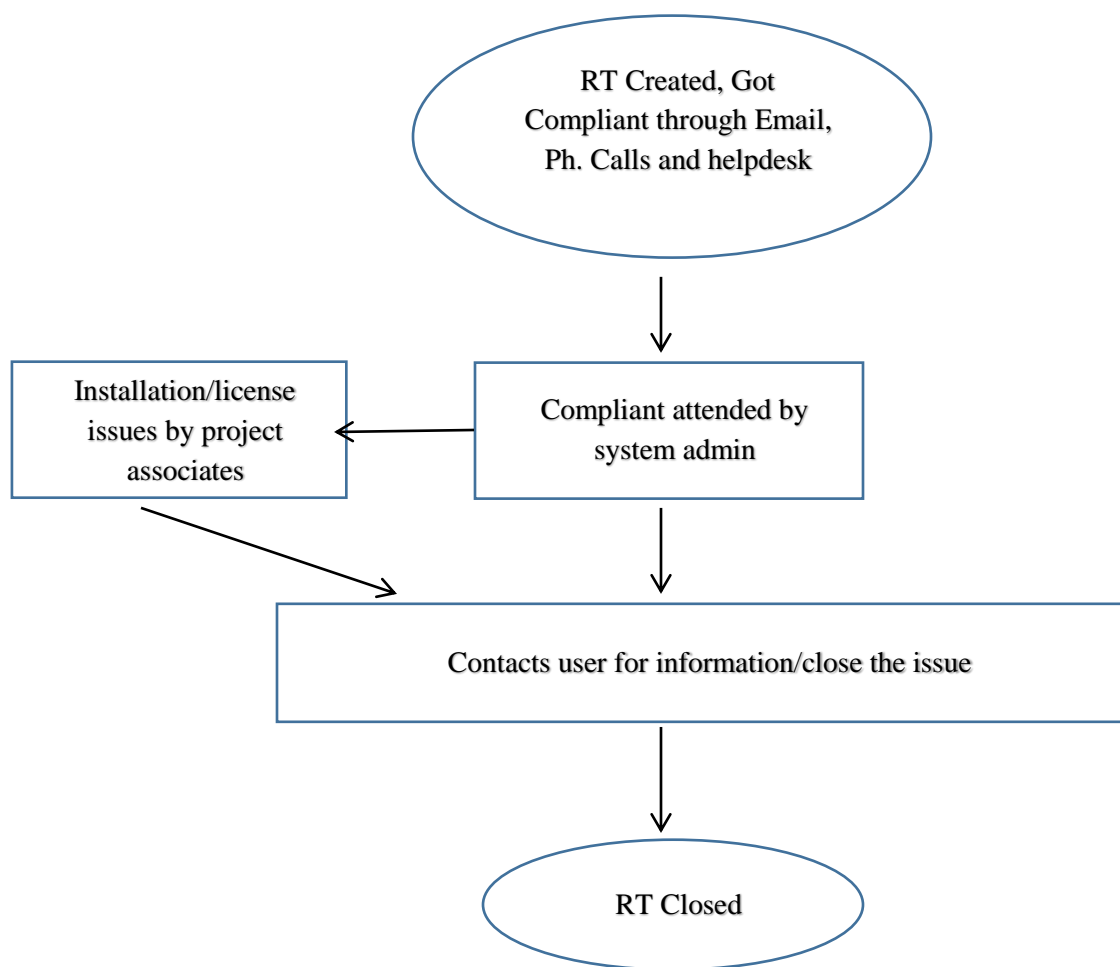 RT Created, Got
Compliant through Email,
Ph. Calls and helpdesk
Installation/license
issues by project
associates
Compliant attended by
system admin
Contacts user for information/close the issue
RT Closed